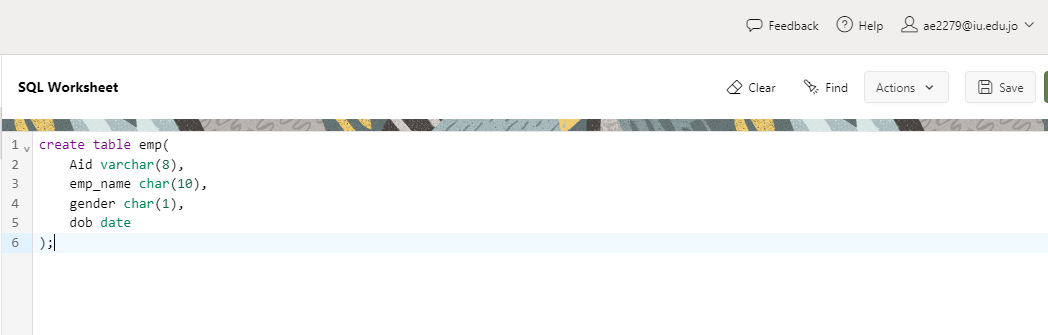 Feedback Help ae2279@iu.edu.jo
SQL Worksheet Clear Find Actions Save
1 create table emp(
2 Aid varchar(8),
3 emp_name char(10),
4 gender char(1),
5 dob date
6 );